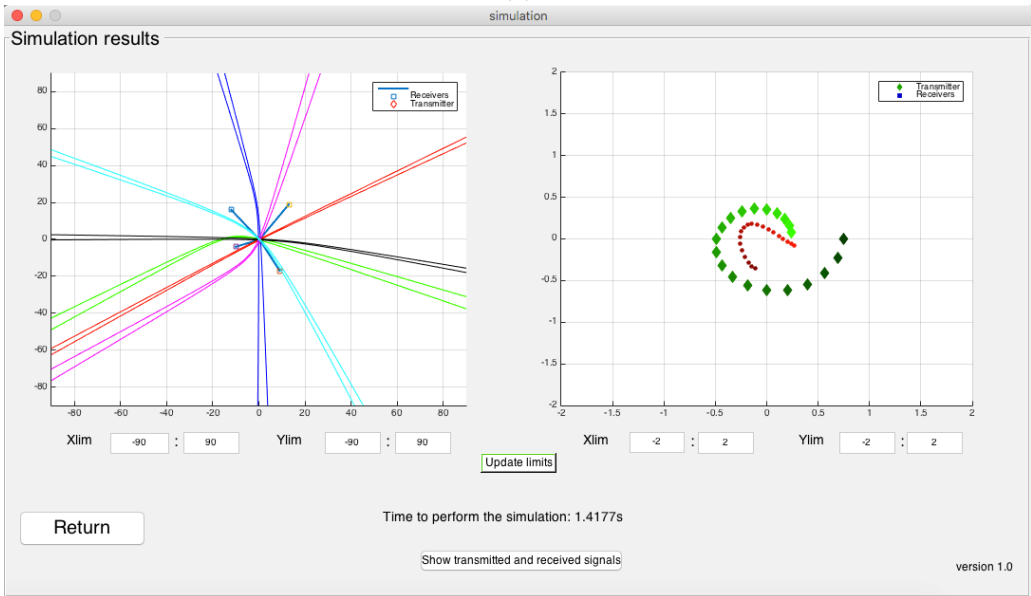 simulation
Simulation results
80
60
40
20
0
-20
-40
-60
-80
-80 -60 -40 -20 0 20 40 60 80
Receivers
Transmitter
2
1.5
1
0.5
0
-0.5
-1
-1.5
-2
-2 -1.5 -1 -0.5 0 0.5 1 1.5 2
Transmitter
Receivers
Xlim -90 : 90 Ylim -90 : 90
Xlim -2 : 2 Ylim -2 : 2
Update limits
Return
Time to perform the simulation: 1.4177s
Show transmitted and received signals
version 1.0